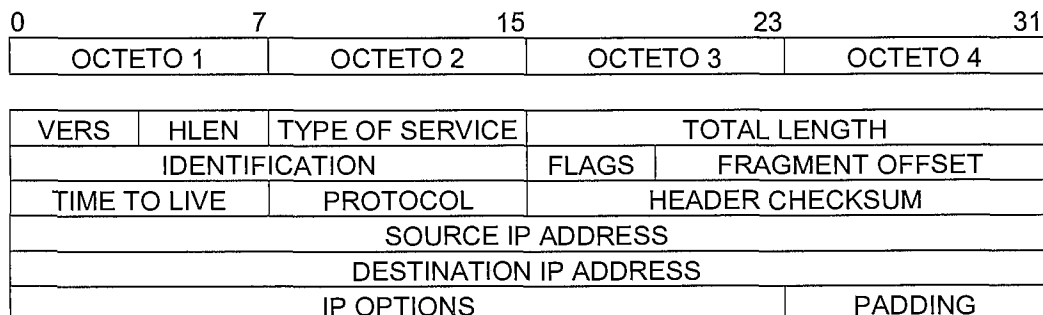 0 7 15 23 31
OCTETO 1 OCTETO 2 OCTETO 3 OCTETO 4
VERS HLEN TYPE OF SERVICE TOTAL LENGTH
IDENTIFICATION FLAGS FRAGMENT OFFSET
TIME TO LIVE PROTOCOL HEADER CHECKSUM
SOURCE IP ADDRESS
DESTINATION IP ADDRESS
IP OPTIONS PADDING